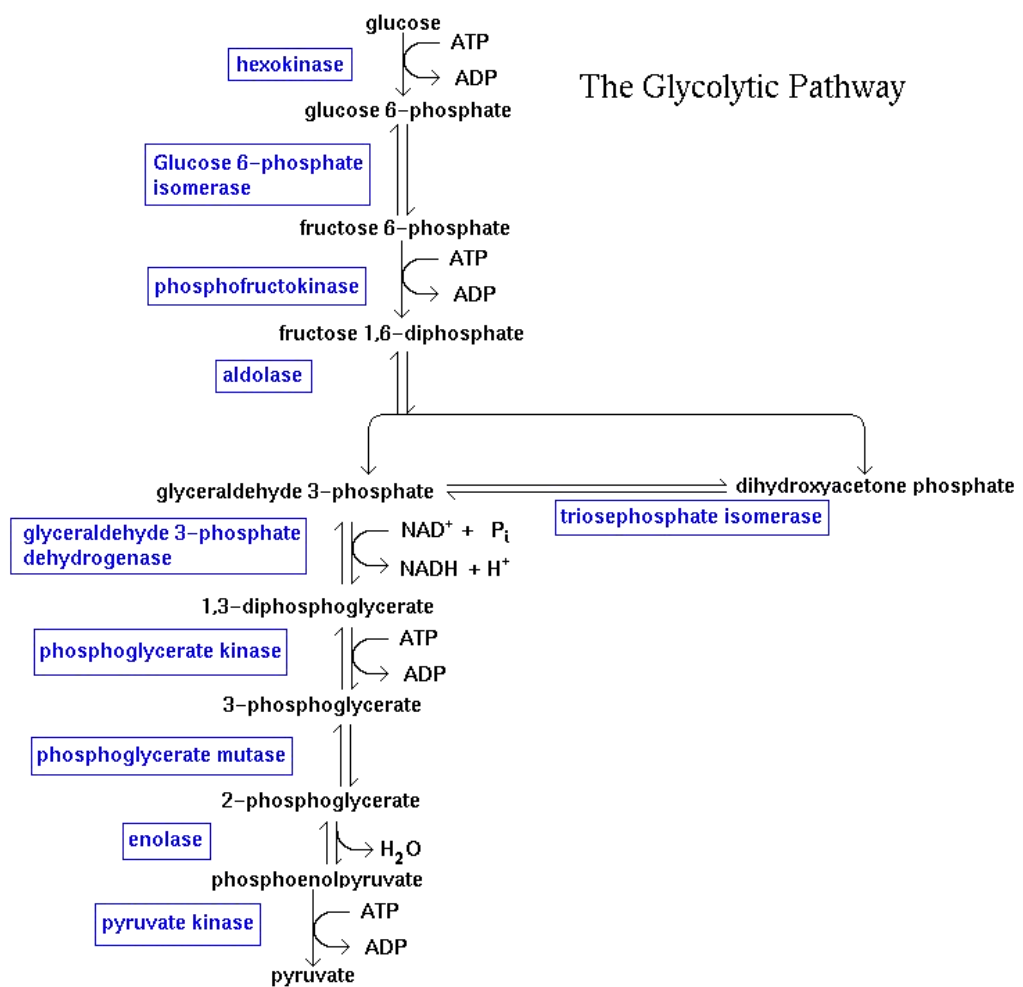 glucose
ATP
hexokinase
ADP
The Glycolytic Pathway
glucose 6-phosphate
Glucose 6-phosphate
isomerase
fructose 6-phosphate
ATP
phosphofructokinase
ADP
fructose 1,6-diphosphate
aldolase
glyceraldehyde 3-phosphate
dihydroxyacetone phosphate
triosephosphate isomerase
glyceraldehyde 3-phosphate
dehydrogenase
NAD⁺ + Pᵢ
NADH + H⁺
1,3-diphosphoglycerate
ATP
phosphoglycerate kinase
ADP
3-phosphoglycerate
phosphoglycerate mutase
2-phosphoglycerate
enolase
H₂O
phosphoenolpyruvate
ATP
pyruvate kinase
ADP
pyruvate